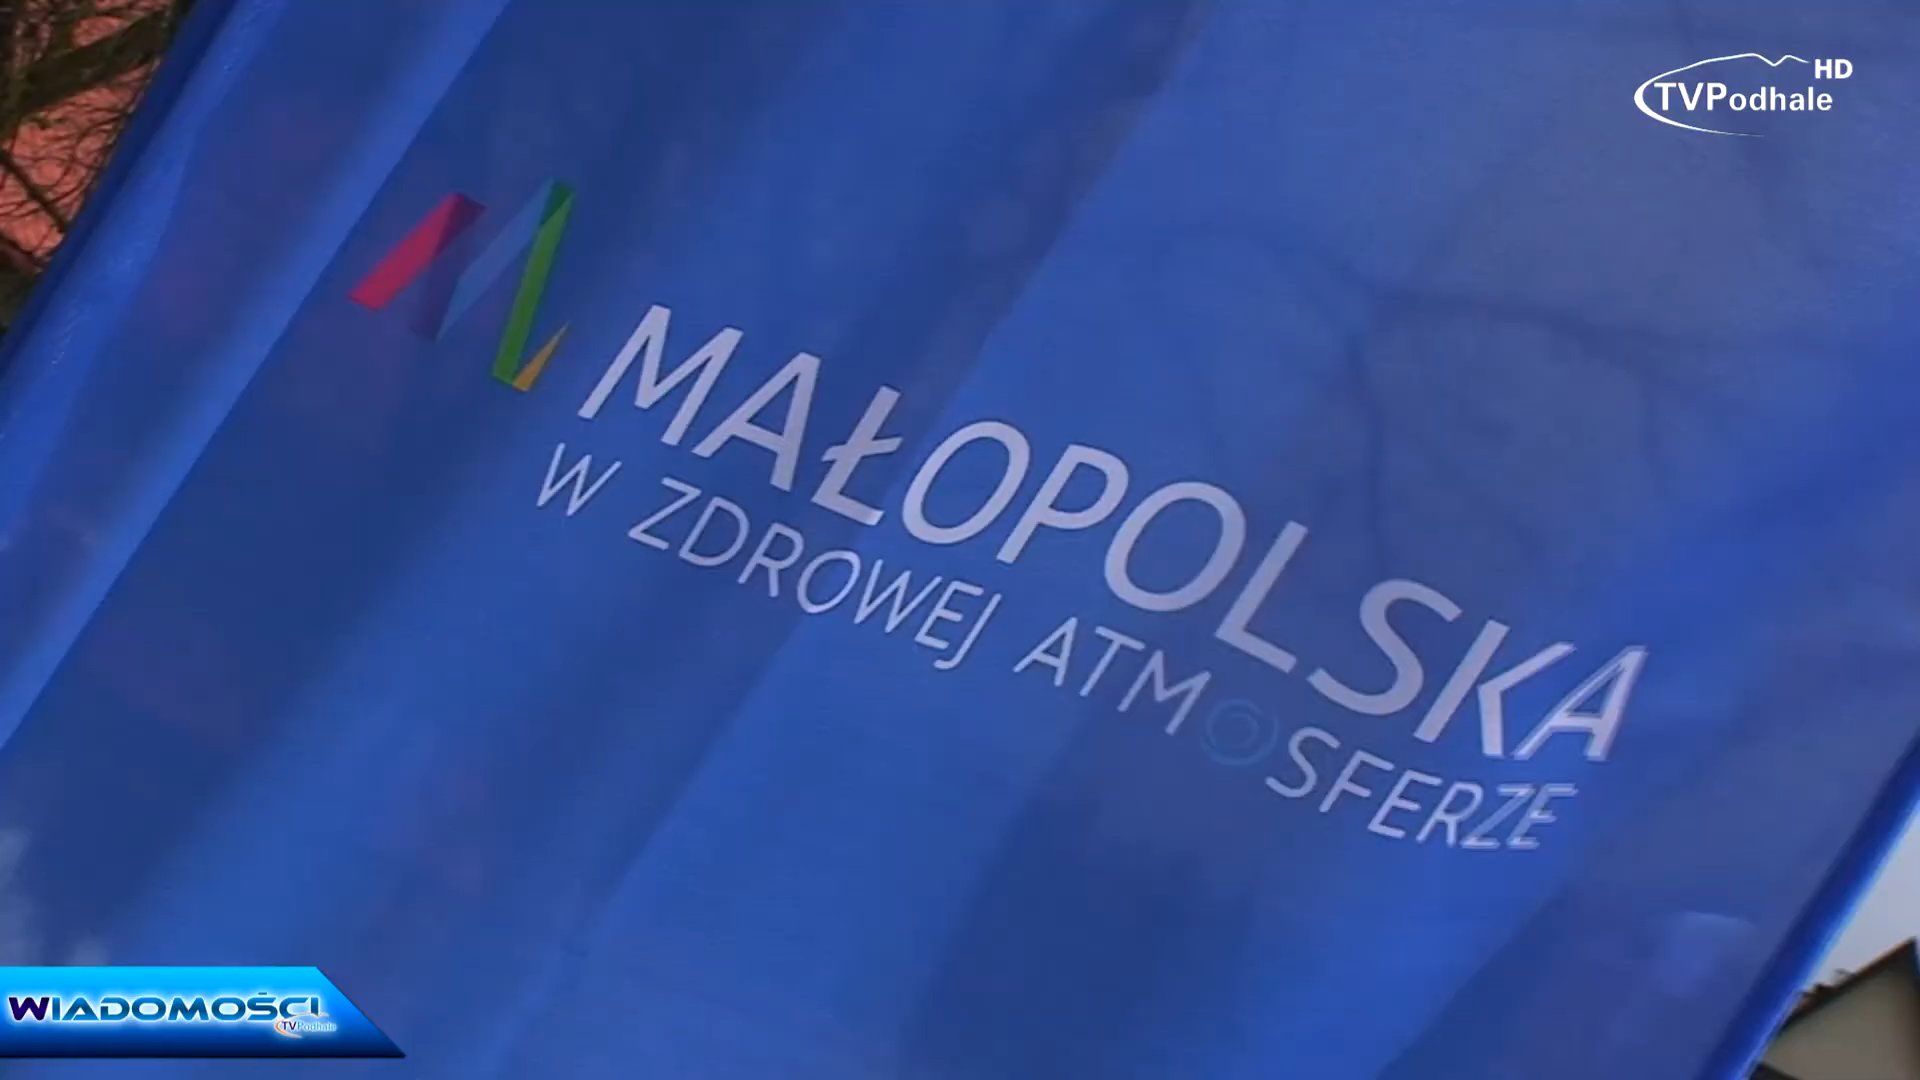 HD
TVPodhale
MAŁOPOLSKA
W ZDROWEJ ATMOSFERZE
WIADOMOŚCI
TVPodhale